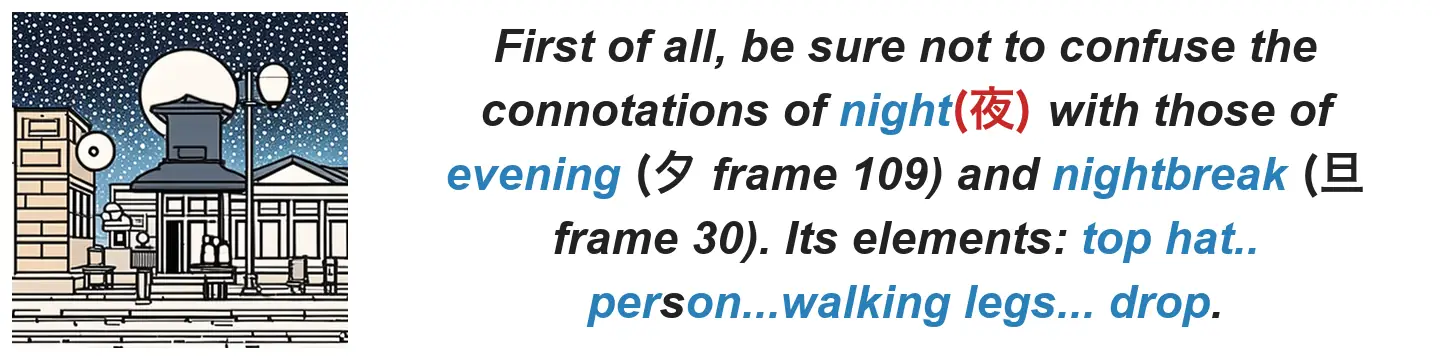 First of all, be sure not to confuse the
connotations of night(夜) with those of
evening (夕 frame 109) and nightbreak (旦
frame 30). Its elements: top hat..
person...walking legs... drop.